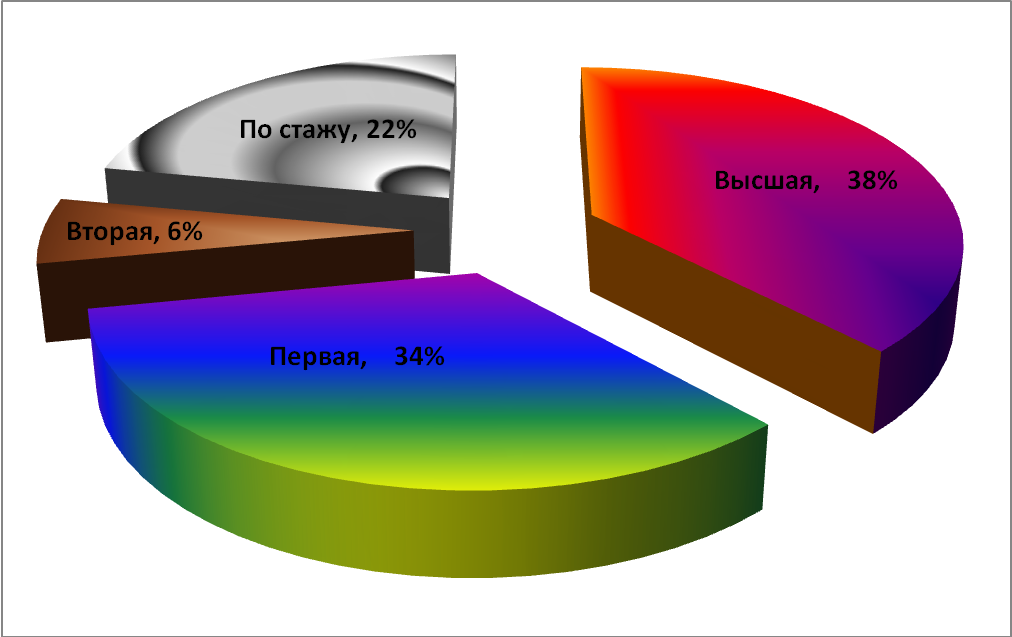 По стажу, 22%
Высшая, 38%
Вторая, 6%
Первая, 34%